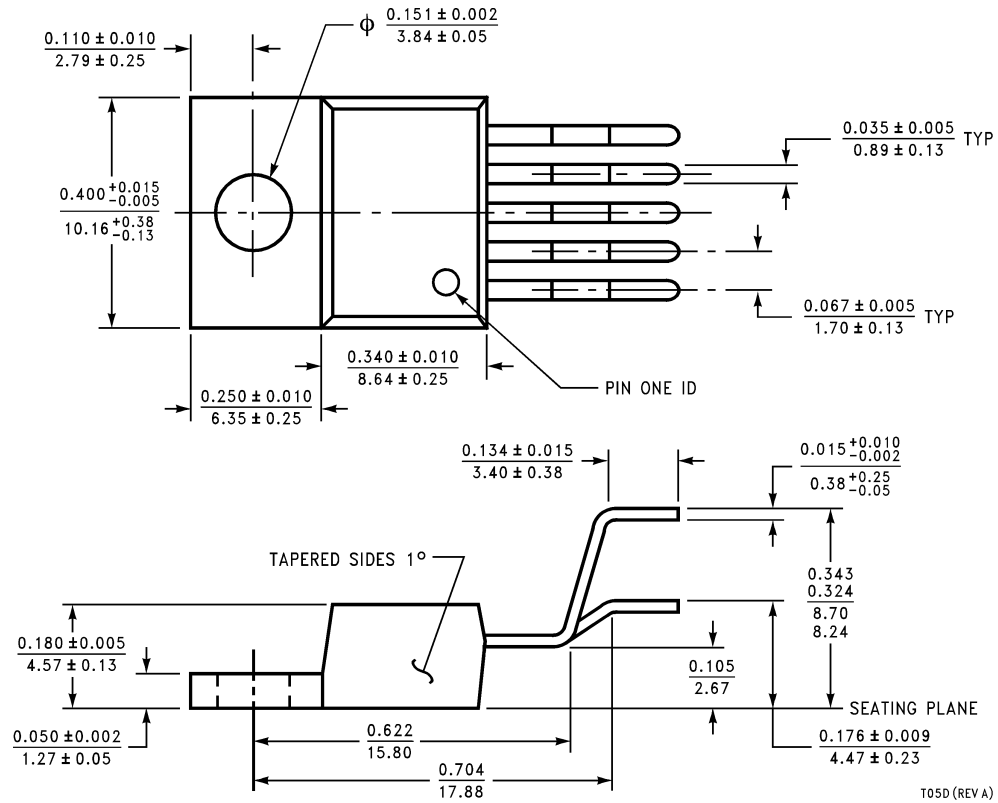 ϕ 0.151 ± 0.002
3.84 ± 0.05
0.110 ± 0.010
2.79 ± 0.25
0.035 ± 0.005 TYP
0.89 ± 0.13
0.400 +0.015 -0.005
10.16 +0.38 -0.13
0.067 ± 0.005 TYP
1.70 ± 0.13
0.340 ± 0.010
8.64 ± 0.25
PIN ONE ID
0.250 ± 0.010
6.35 ± 0.25
0.134 ± 0.015
3.40 ± 0.38
0.015 +0.010 -0.002
0.38 +0.25 -0.05
TAPERED SIDES 1°
0.343
0.324
8.70
8.24
0.180 ±0.005
4.57 ± 0.13
0.105
2.67
SEATING PLANE
0.050 ±0.002
1.27 ± 0.05
0.622
15.80
0.176 ± 0.009
4.47 ± 0.23
0.704
17.88
T05D (REV A)